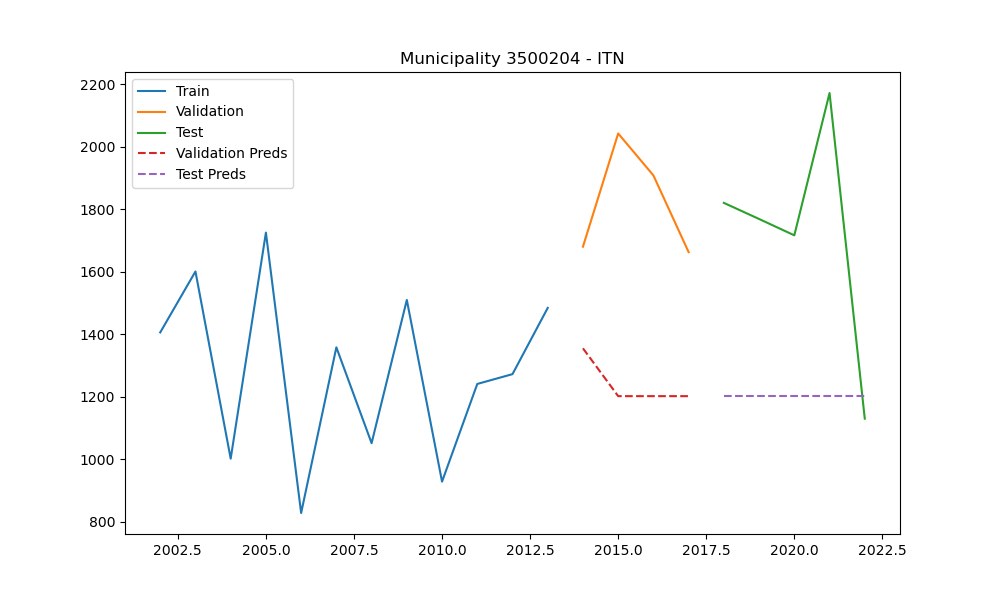 Municipality 3500204 - ITN
Train
Validation
Test
Validation Preds
Test Preds
2200
2000
1800
1600
1400
1200
1000
800
2002.5 2005.0 2007.5 2010.0 2012.5 2015.0 2017.5 2020.0 2022.5